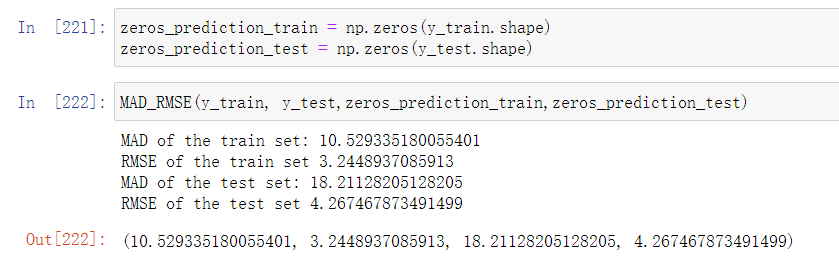 In [221]: zeros_prediction_train = np.zeros(y_train.shape)
zeros_prediction_test = np.zeros(y_test.shape)
In [222]: MAD_RMSE(y_train, y_test,zeros_prediction_train,zeros_prediction_test)
MAD of the train set: 10.529335180055401
RMSE of the train set 3.2448937085913
MAD of the test set: 18.21128205128205
RMSE of the test set 4.267467873491499
Out[222]: (10.529335180055401, 3.2448937085913, 18.21128205128205, 4.267467873491499)